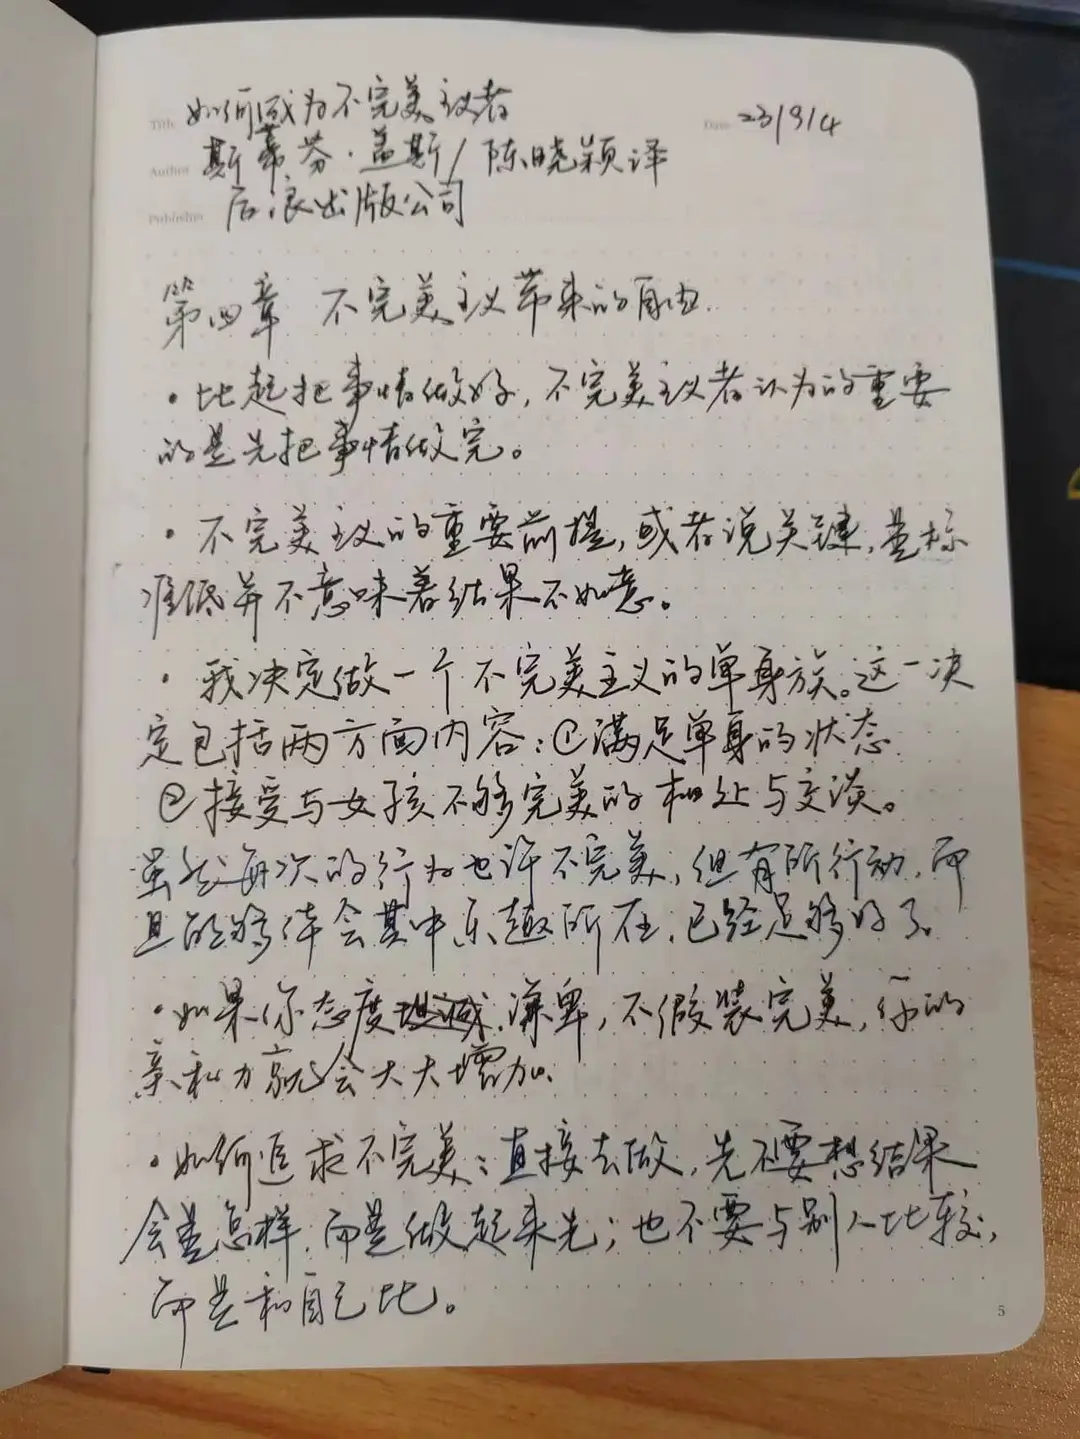 Title 如何成为不完美主义者
Date 23/9/4
Author 斯蒂芬·盖斯/陈晓颖译
Publisher 后浪出版公司
第四章 不完美主义带来的自由.
·比起把事情做好,不完美主义者认为的重要
的是先把事情做完。
·不完美主义的重要前提,或者说关键,是标
准低并不意味着结果不如意。
·我决定做一个不完美主义的单身族。这一决
定包括两方面内容:①满足单身的状态
②接受与女孩不够完美的相处与交谈。
虽然每次的行为也许不完美,但有所行动,而
且能够体会其中乐趣所在,已经足够好了。
·如果你态度坦诚,谦卑,不假装完美,你的
亲和力就会大大增加.
·如何追求不完美:直接去做,先不要想结果
会是怎样,而是做起来先;也不要与别人比较,
而是和自己比。
5